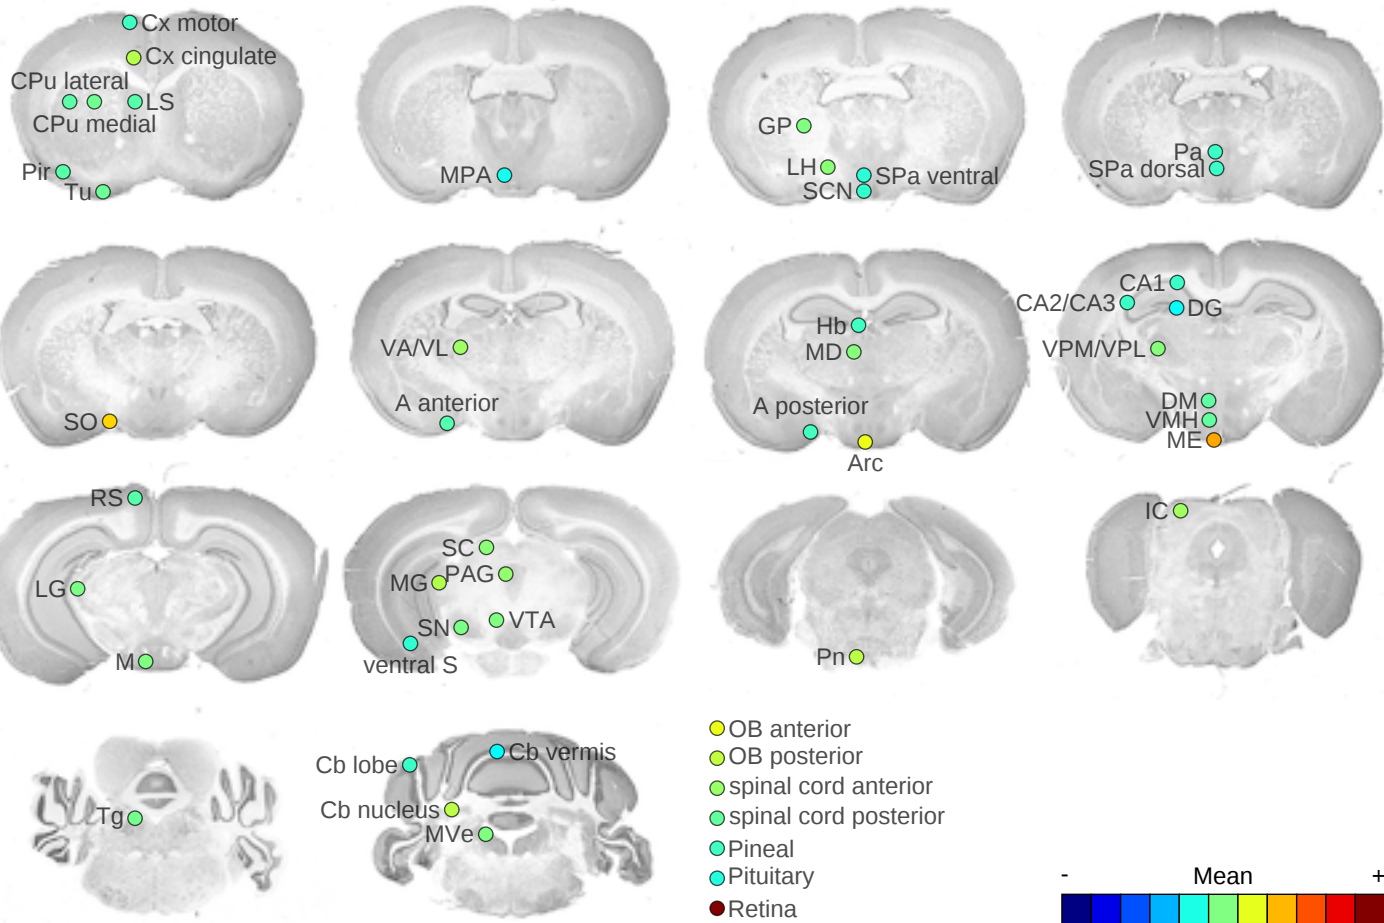 Cx motor
Cx cingulate
CPu lateral
LS
CPu medial
Pir
Tu
MPA
GP
LH
SPa ventral
SCN
Pa
SPa dorsal
SO
VA/VL
A anterior
Hb
MD
A posterior
Arc
CA1
CA2/CA3
DG
VPM/VPL
DM
VMH
ME
RS
LG
M
SC
MG
PAG
SN
VTA
ventral S
Pn
IC
Tg
Cb lobe
Cb vermis
Cb nucleus
MVe
OB anterior
OB posterior
spinal cord anterior
spinal cord posterior
Pineal
Pituitary
Retina
- Mean +